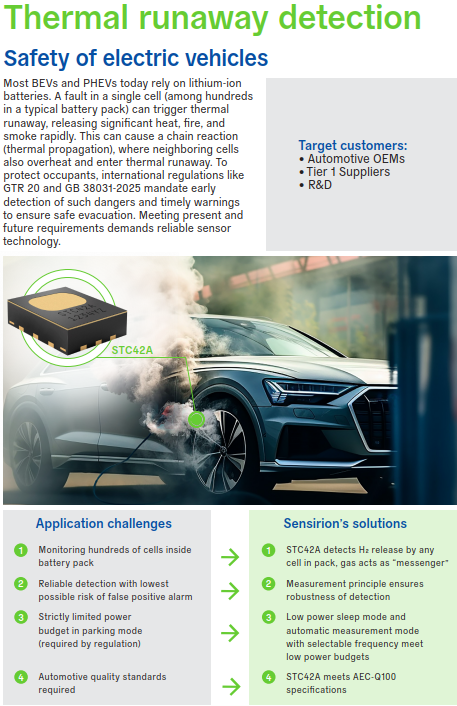 Thermal runaway detection
Safety of electric vehicles
Most BEVs and PHEVs today rely on lithium-ion
batteries. A fault in a single cell (among hundreds
in a typical battery pack) can trigger thermal
runaway, releasing significant heat, fire, and
smoke rapidly. This can cause a chain reaction
(thermal propagation), where neighboring cells
also overheat and enter thermal runaway. To
protect occupants, international regulations like
GTR 20 and GB 38031-2025 mandate early
detection of such dangers and timely warnings
to ensure safe evacuation. Meeting present and
future requirements demands reliable sensor
technology.
Target customers:
• Automotive OEMs
• Tier 1 Suppliers
• R&D
STC42A
Application challenges
1 Monitoring hundreds of cells inside
battery pack
2 Reliable detection with lowest
possible risk of false positive alarm
3 Strictly limited power
budget in parking mode
(required by regulation)
4 Automotive quality standards
required
Sensirion's solutions
1 STC42A detects H₂ release by any
cell in pack, gas acts as "messenger"
2 Measurement principle ensures
robustness of detection
3 Low power sleep mode and
automatic measurement mode
with selectable frequency meet
low power budgets
4 STC42A meets AEC-Q100
specifications